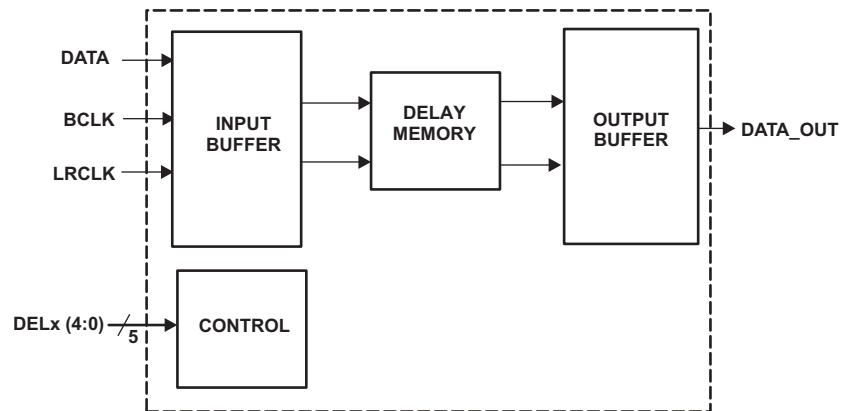 DATA
BCLK
LRCLK
INPUT
BUFFER
DELAY
MEMORY
OUTPUT
BUFFER
DATA_OUT
DELx (4:0)
5
CONTROL